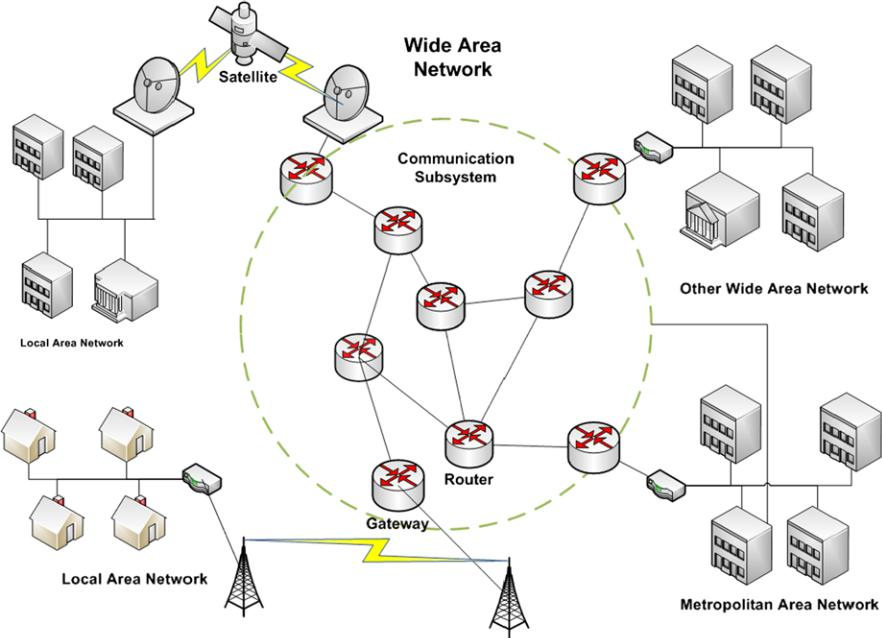 Wide Area
Network
Satellite
Communication
Subsystem
Other Wide Area Network
Local Area Network
Router
Gateway
Local Area Network
Metropolitan Area Network